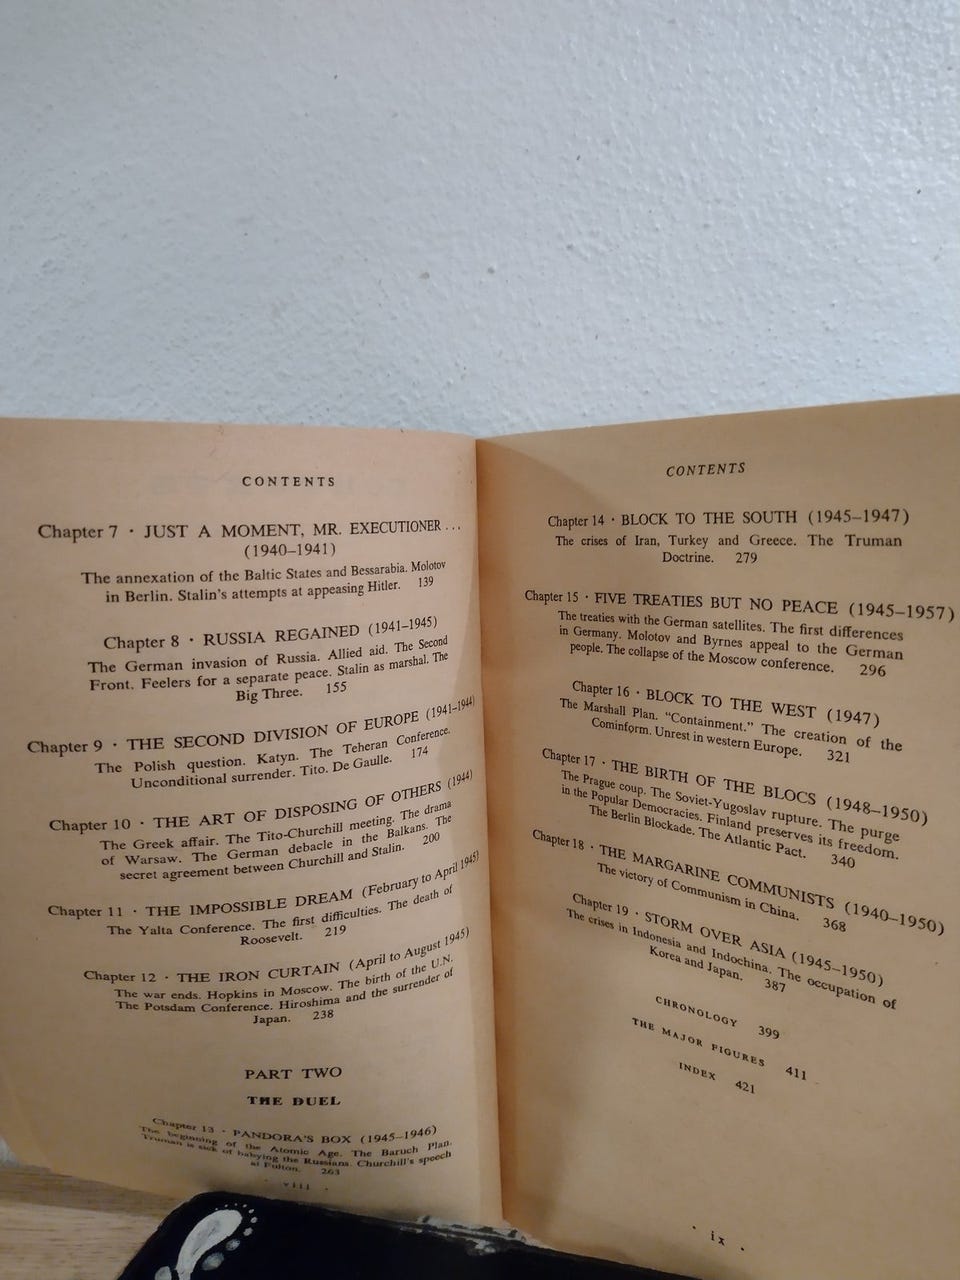 CONTENTS
Chapter 7 · JUST A MOMENT, MR. EXECUTIONER . . .
(1940–1941)
The annexation of the Baltic States and Bessarabia. Molotov
in Berlin. Stalin's attempts at appeasing Hitler. 139
Chapter 8 · RUSSIA REGAINED (1941–1945)
The German invasion of Russia. Allied aid. The Second
Front. Feelers for a separate peace. Stalin as marshal. The
Big Three. 155
Chapter 9 · THE SECOND DIVISION OF EUROPE (1941–1944)
The Polish question. Katyn. The Teheran Conference.
Unconditional surrender. Tito. De Gaulle. 174
Chapter 10 · THE ART OF DISPOSING OF OTHERS (1944)
The Greek affair. The Tito-Churchill meeting. The drama
of Warsaw. The German debacle in the Balkans. The
secret agreement between Churchill and Stalin. 200
Chapter 11 · THE IMPOSSIBLE DREAM (February to April 1945)
The Yalta Conference. The first difficulties. The death of
Roosevelt. 219
Chapter 12 · THE IRON CURTAIN (April to August 1945)
The war ends. Hopkins in Moscow. The birth of the U.N.
The Potsdam Conference. Hiroshima and the surrender of
Japan. 238
PART TWO
THE DUEL
Chapter 13 · PANDORA'S BOX (1945–1946)
The beginning of the Atomic Age. The Baruch Plan.
Truman is sick of babying the Russians. Churchill's speech
at Fulton. 263
· viii ·
CONTENTS
Chapter 14 · BLOCK TO THE SOUTH (1945–1947)
The crises of Iran, Turkey and Greece. The Truman
Doctrine. 279
Chapter 15 · FIVE TREATIES BUT NO PEACE (1945–1957)
The treaties with the German satellites. The first differences
in Germany. Molotov and Byrnes appeal to the German
people. The collapse of the Moscow conference. 296
Chapter 16 · BLOCK TO THE WEST (1947)
The Marshall Plan. "Containment." The creation of the
Cominform. Unrest in western Europe. 321
Chapter 17 · THE BIRTH OF THE BLOCS (1948–1950)
The Prague coup. The Soviet-Yugoslav rupture. The purge
in the Popular Democracies. Finland preserves its freedom.
The Berlin Blockade. The Atlantic Pact. 340
Chapter 18 · THE MARGARINE COMMUNISTS (1940–1950)
The victory of Communism in China. 368
Chapter 19 · STORM OVER ASIA (1945–1950)
The crises in Indonesia and Indochina. The occupation of
Korea and Japan. 387
CHRONOLOGY 399
THE MAJOR FIGURES 411
INDEX 421
· ix ·